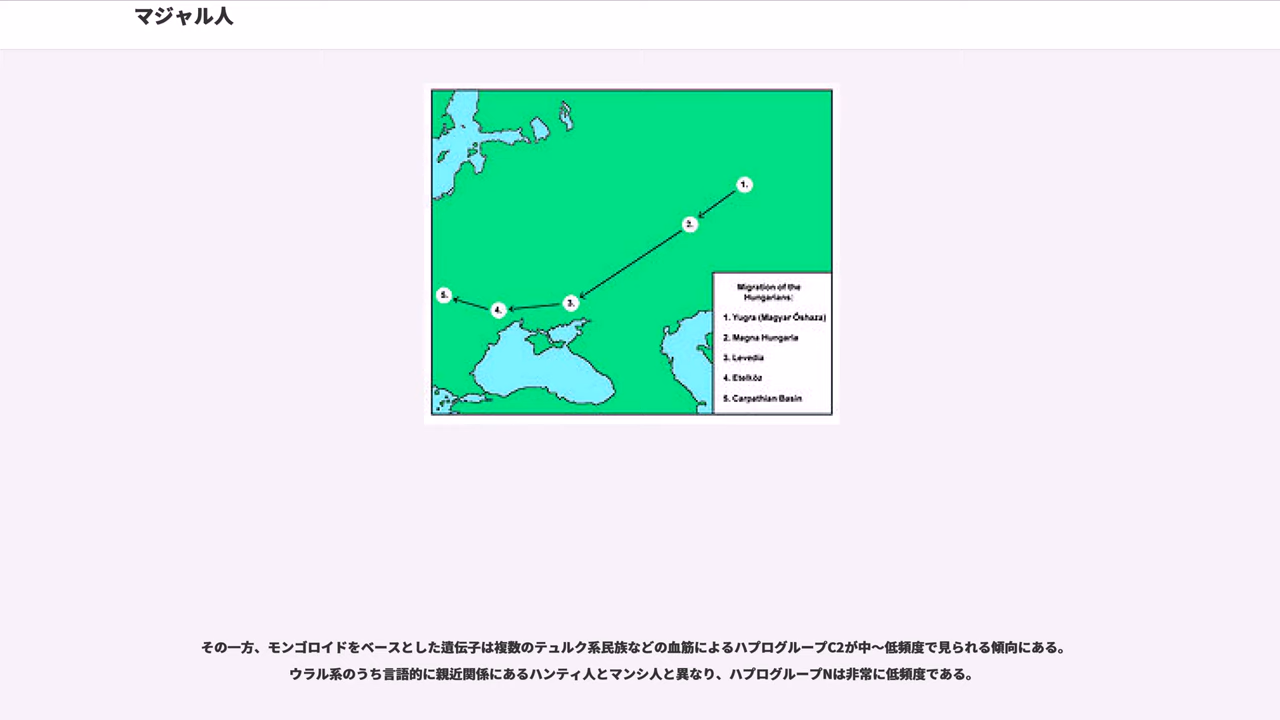 マジャル人
1.
2.
3.
4.
5.
Migration of the
Hungarians:
1. Yugra (Magyar Őshaza)
2. Magna Hungaria
3. Levedia
4. Etelköz
5. Carpathian Basin
その一方、モンゴロイドをベースとした遺伝子は複数のテュルク系民族などの血筋によるハプログループC2が中〜低頻度で見られる傾向にある。
ウラル系のうち言語的に親近関係にあるハンティ人とマンシ人と異なり、ハプログループNは非常に低頻度である。